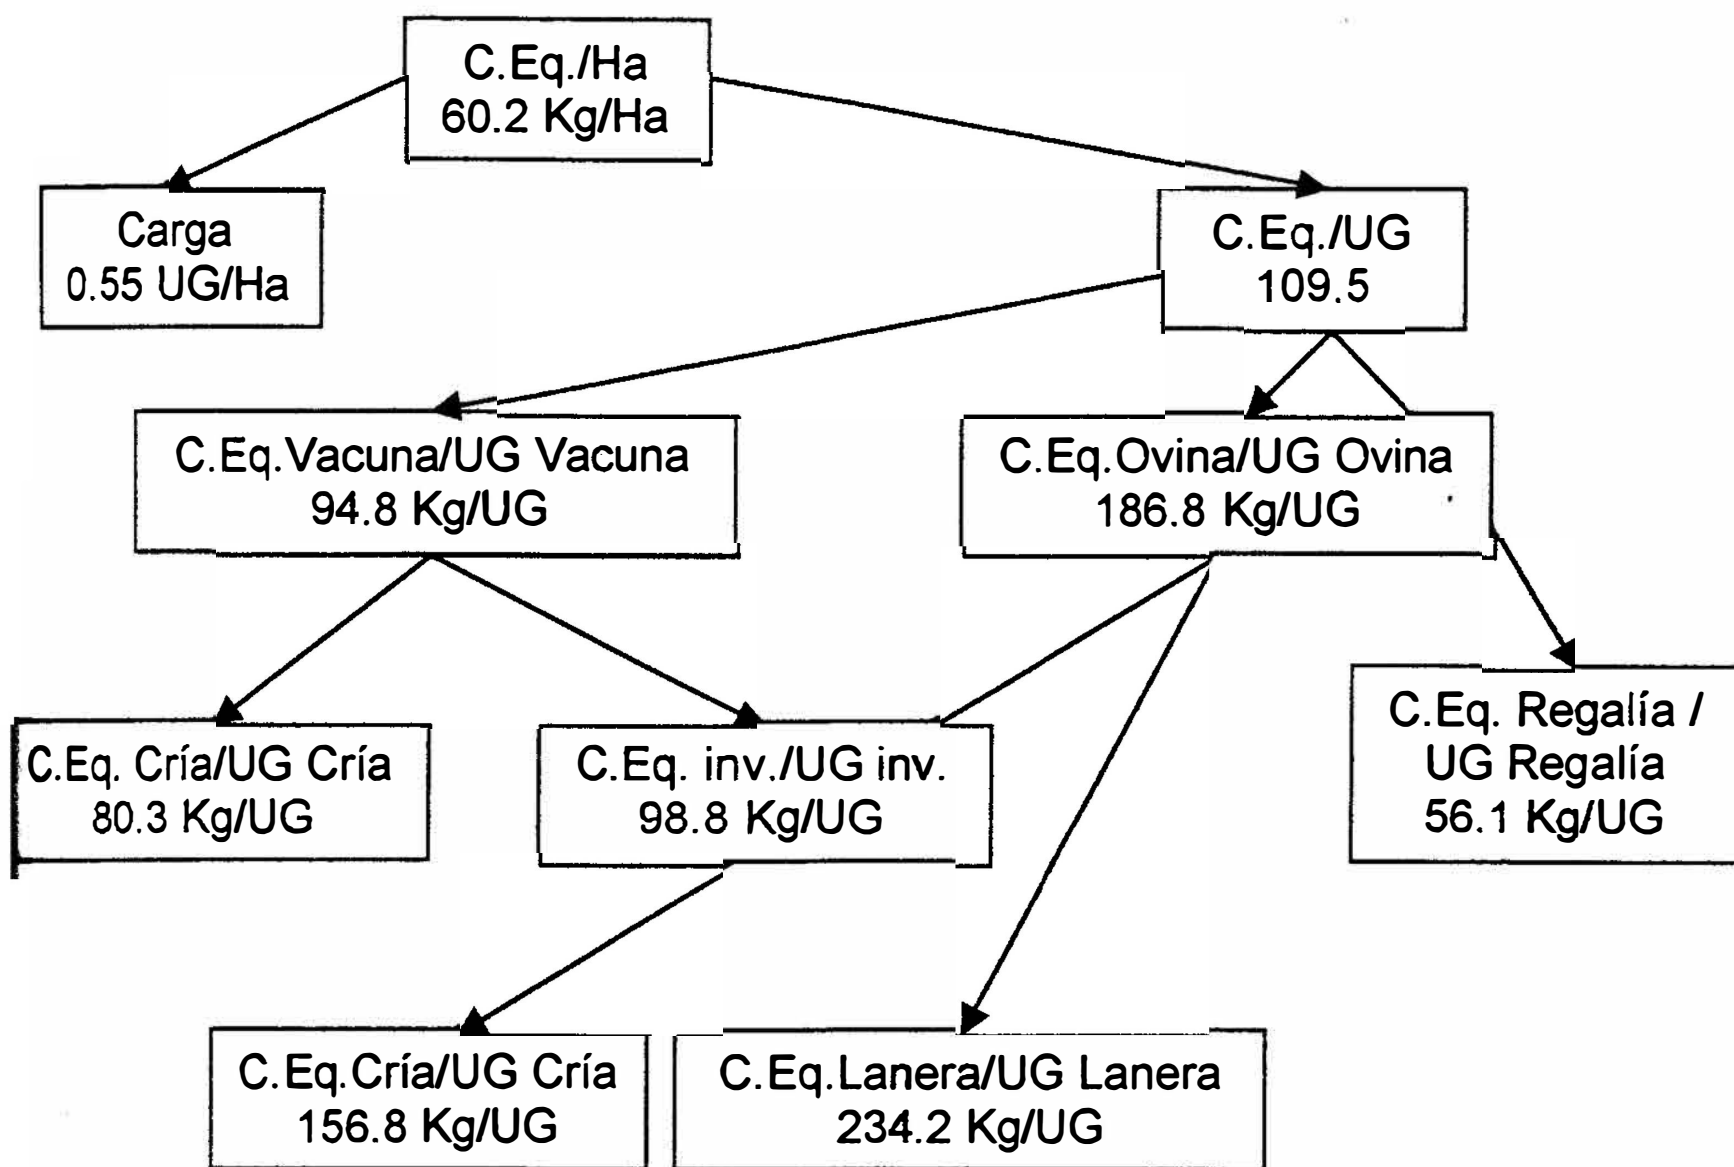 C.Eq./Ha
60.2 Kg/Ha
Carga
0.55 UG/Ha
C.Eq./UG
109.5
C.Eq.Vacuna/UG Vacuna
94.8 Kg/UG
C.Eq.Ovina/UG Ovina
186.8 Kg/UG
C.Eq. Cría/UG Cría
80.3 Kg/UG
C.Eq. inv./UG inv.
98.8 Kg/UG
C.Eq. Regalía /
UG Regalía
56.1 Kg/UG
C.Eq.Cría/UG Cría
156.8 Kg/UG
C.Eq.Lanera/UG Lanera
234.2 Kg/UG